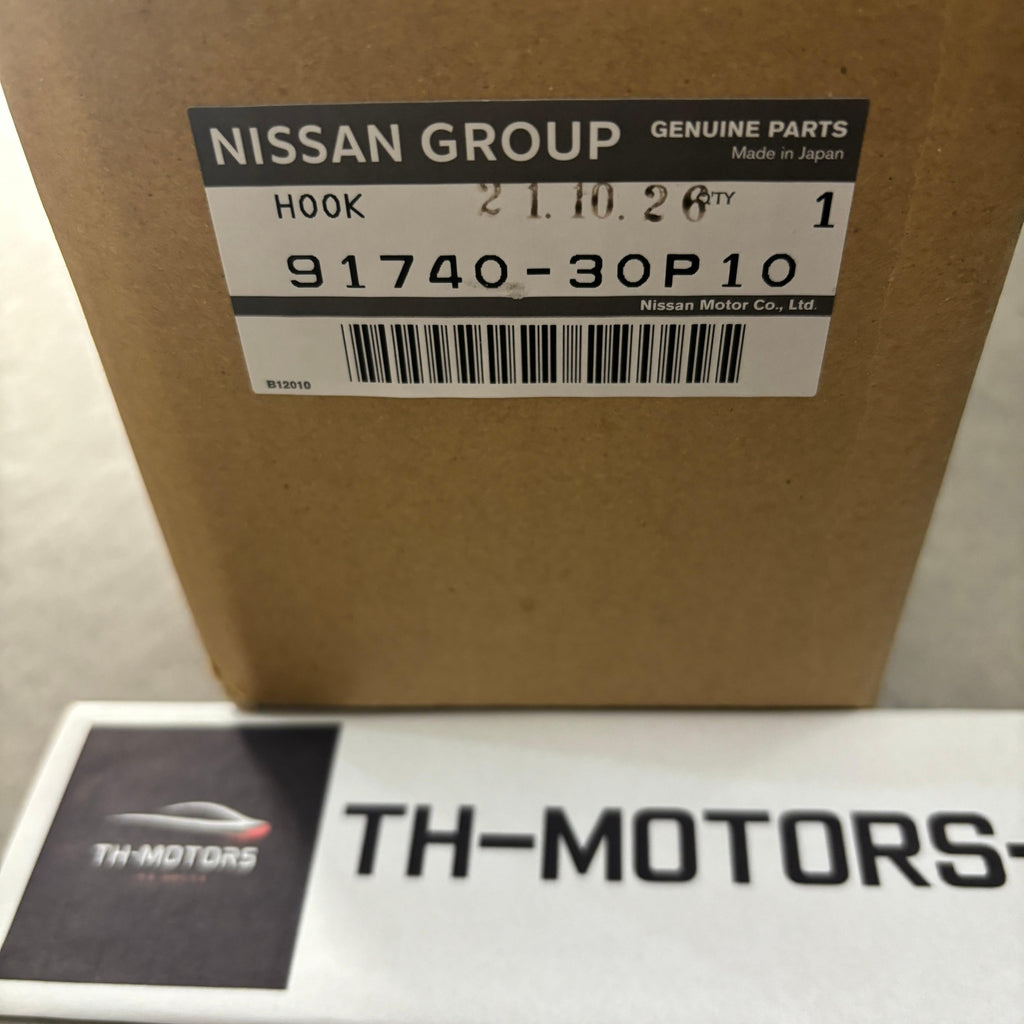 NISSAN GROUP GENUINE PARTS
Made in Japan
HOOK 21.10.26 Q'TY 1
91740-30P10
Nissan Motor Co., Ltd.
B12010
TH-MOTORS
TH-MOTORS-